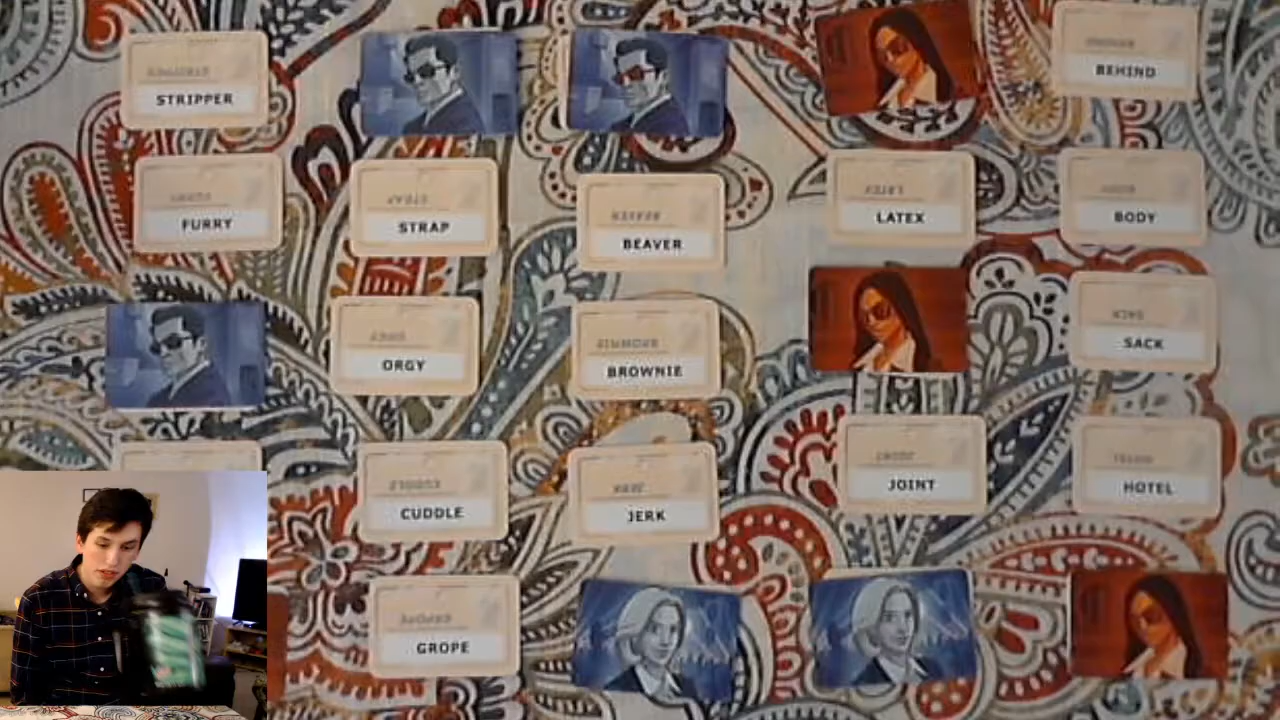 STRIPPER
BEHIND
FURRY
STRAP
BEAVER
LATEX
BODY
ORGY
BROWNIE
SACK
CUDDLE
JERK
JOINT
HOTEL
GROPE